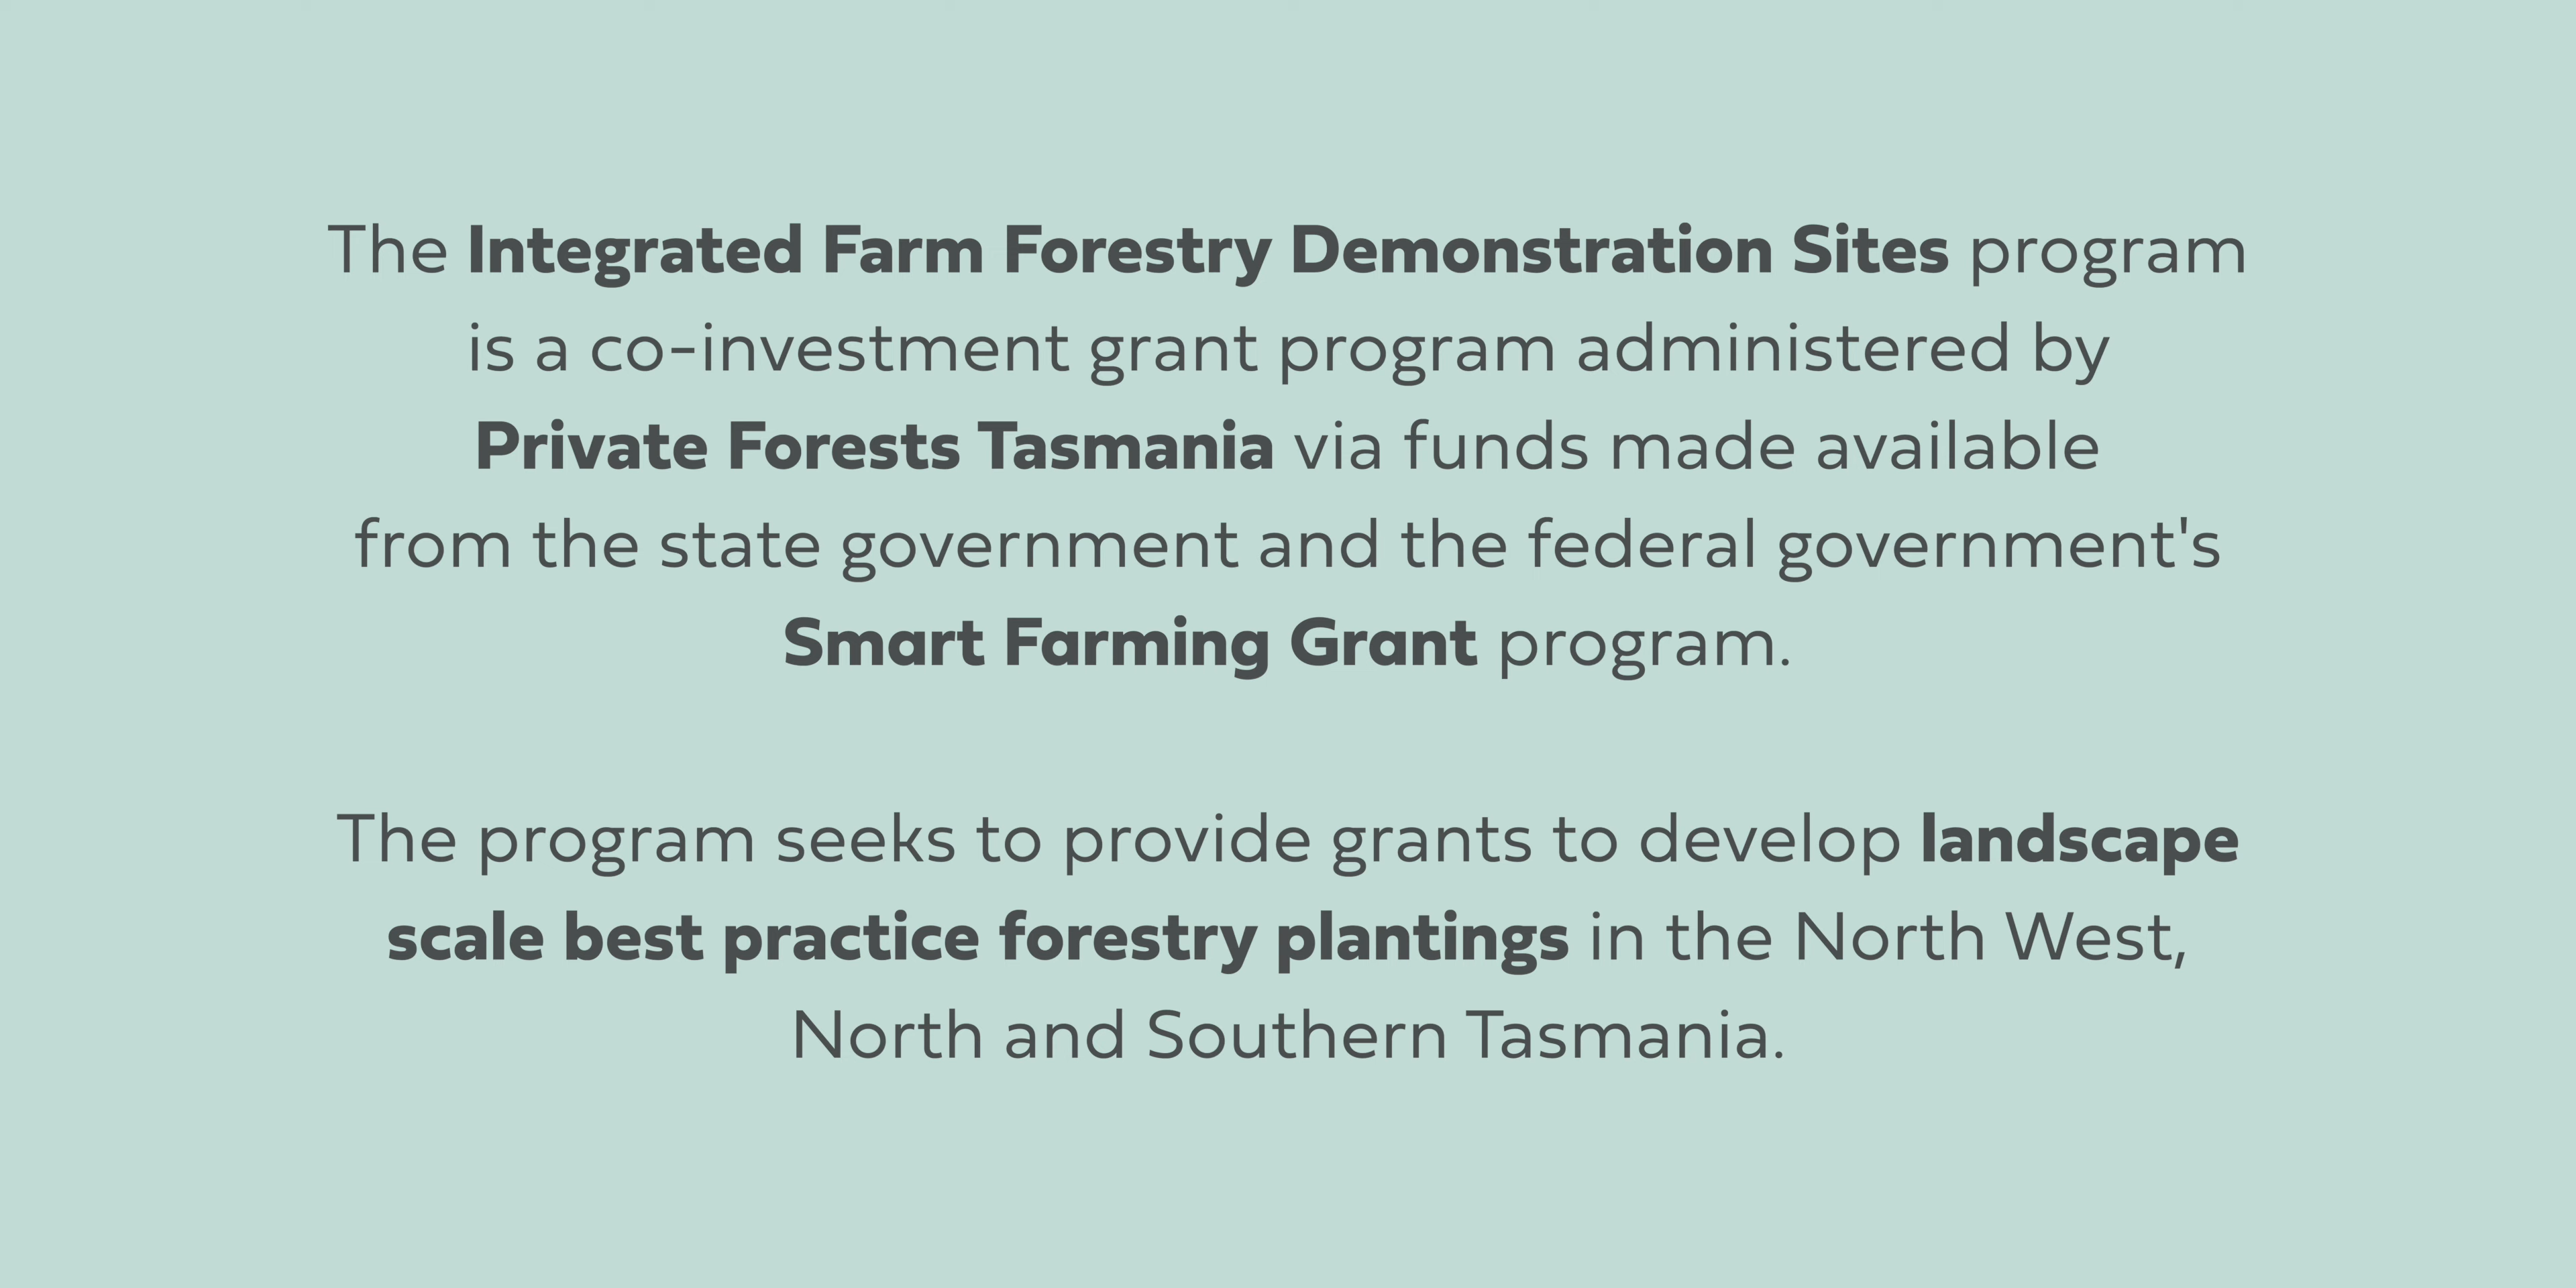 The Integrated Farm Forestry Demonstration Sites program
is a co-investment grant program administered by
Private Forests Tasmania via funds made available
from the state government and the federal government's
Smart Farming Grant program.
The program seeks to provide grants to develop landscape
scale best practice forestry plantings in the North West,
North and Southern Tasmania.